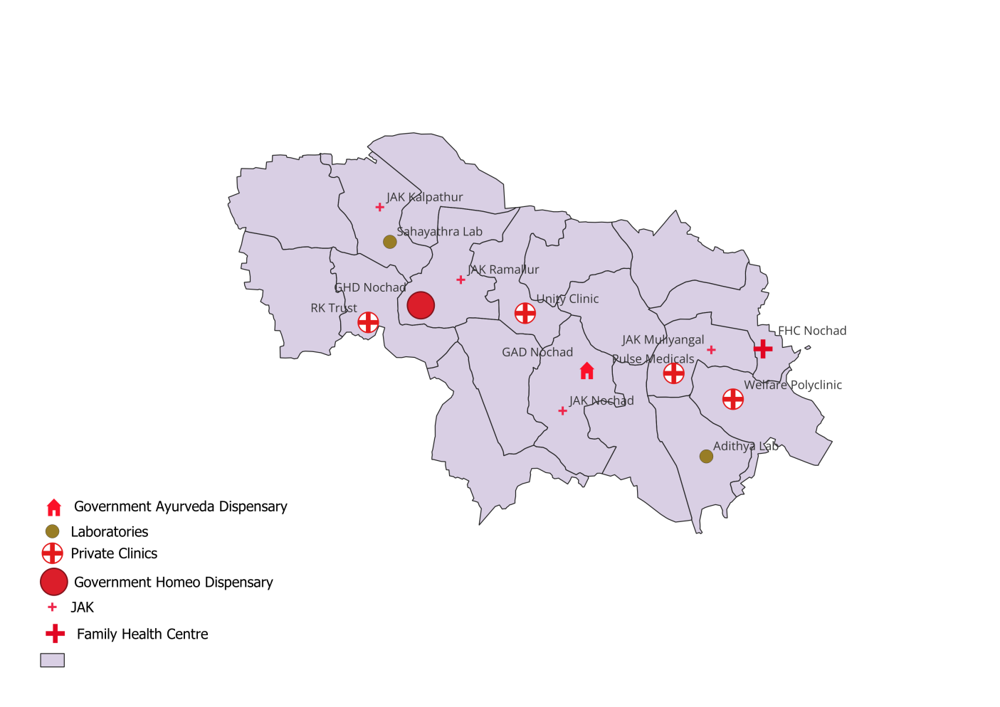 JAK Kalpathur
Sahayathra Lab
JAK Ramallur
GHD Nochad
Unity Clinic
RK Trust
FHC Nochad
JAK Mullyangal
GAD Nochad
Pulse Medicals
Welfare Polyclinic
JAK Nochad
Adithya Lab
Government Ayurveda Dispensary
Laboratories
Private Clinics
Government Homeo Dispensary
JAK
Family Health Centre